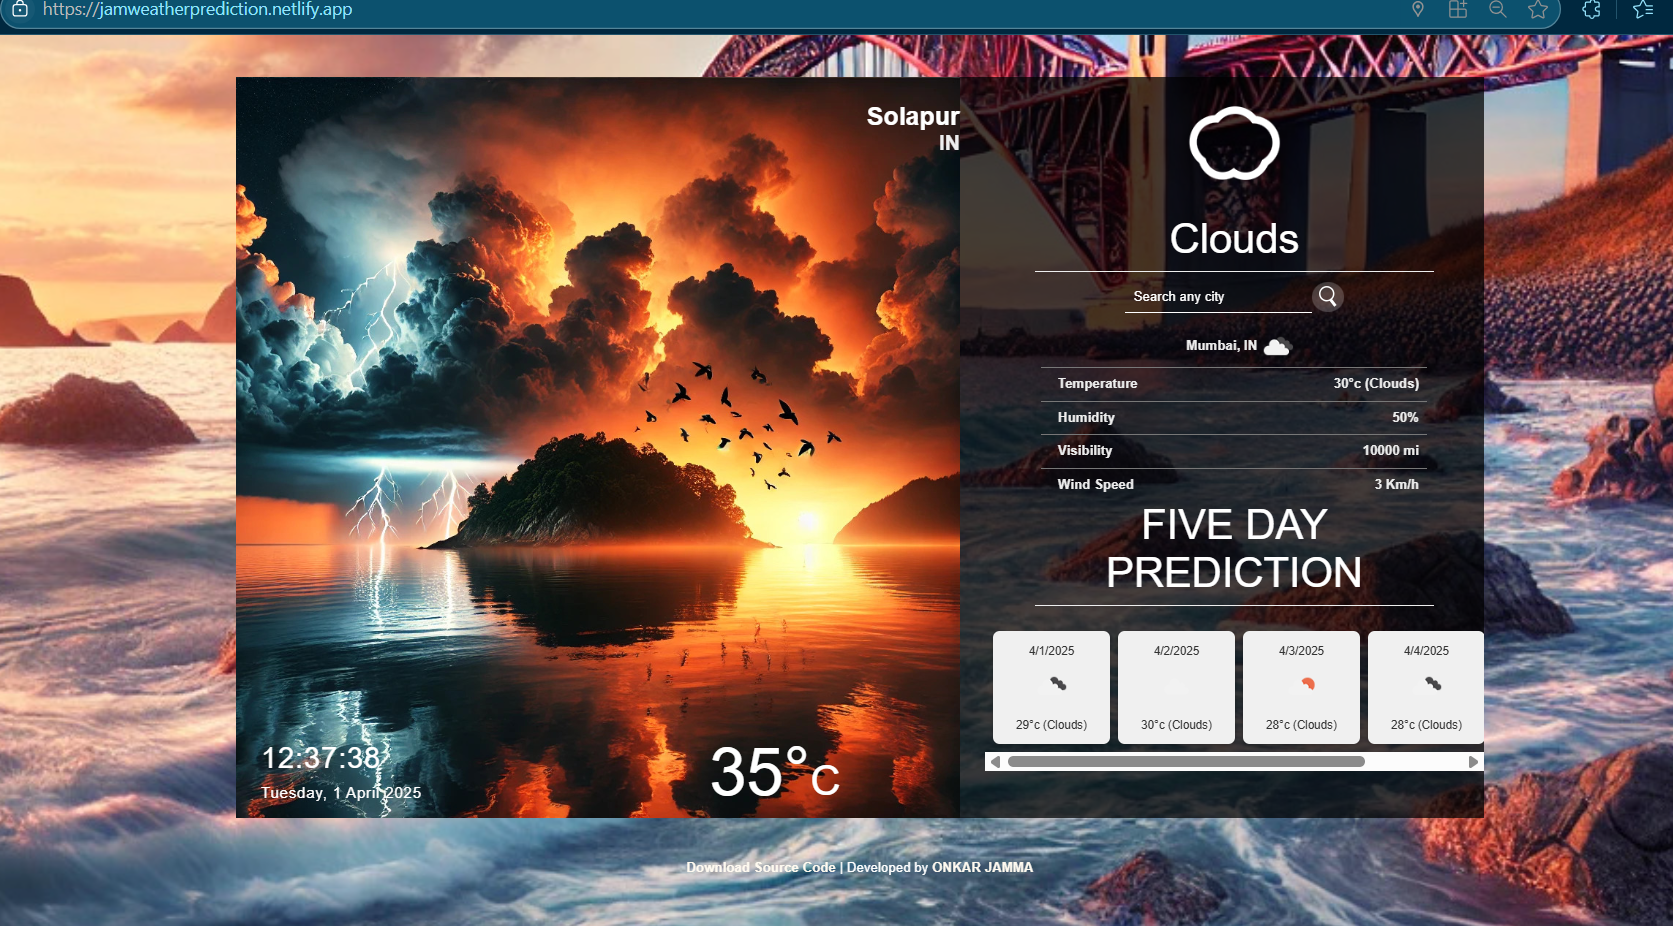 https://jamweatherprediction.netlify.app
Solapur
IN
12:37:38
Tuesday, 1 April 2025
35°c
Clouds
Search any city
Mumbai, IN
Temperature 30°c (Clouds)
Humidity 50%
Visibility 10000 mi
Wind Speed 3 Km/h
FIVE DAY
PREDICTION
4/1/2025
29°c (Clouds)
4/2/2025
30°c (Clouds)
4/3/2025
28°c (Clouds)
4/4/2025
28°c (Clouds)
Download Source Code | Developed by ONKAR JAMMA